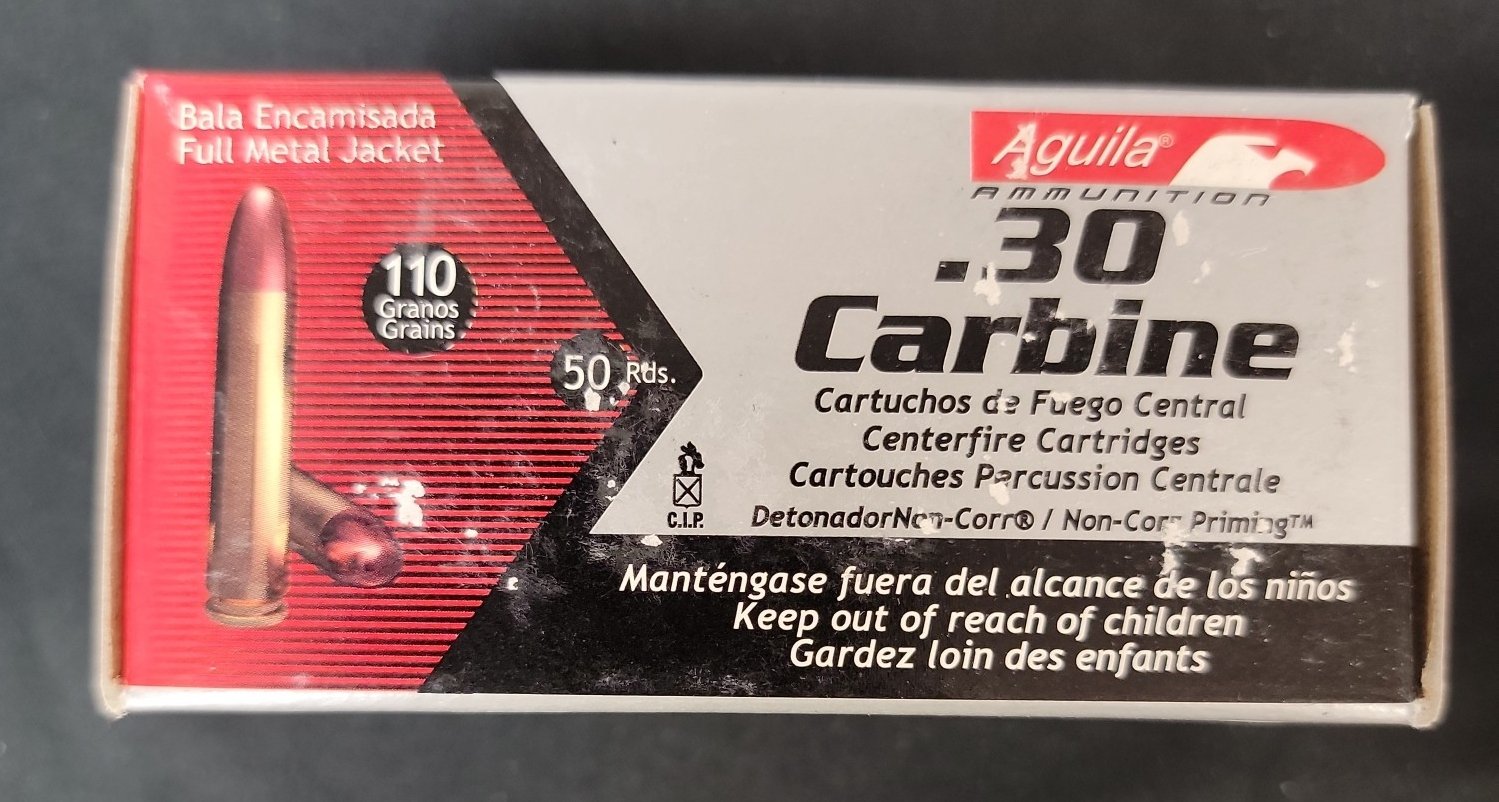 Bala Encamisada
Full Metal Jacket
110
Granos
Grains
50 Rds.
Aguila®
AMMUNITION
.30
Carbine
Cartuchos de Fuego Central
Centerfire Cartridges
Cartouches Percussion Centrale
DetonadorNon-Corr® / Non-Corr Priming™
C.I.P.
Manténgase fuera del alcance de los niños
Keep out of reach of children
Gardez loin des enfants